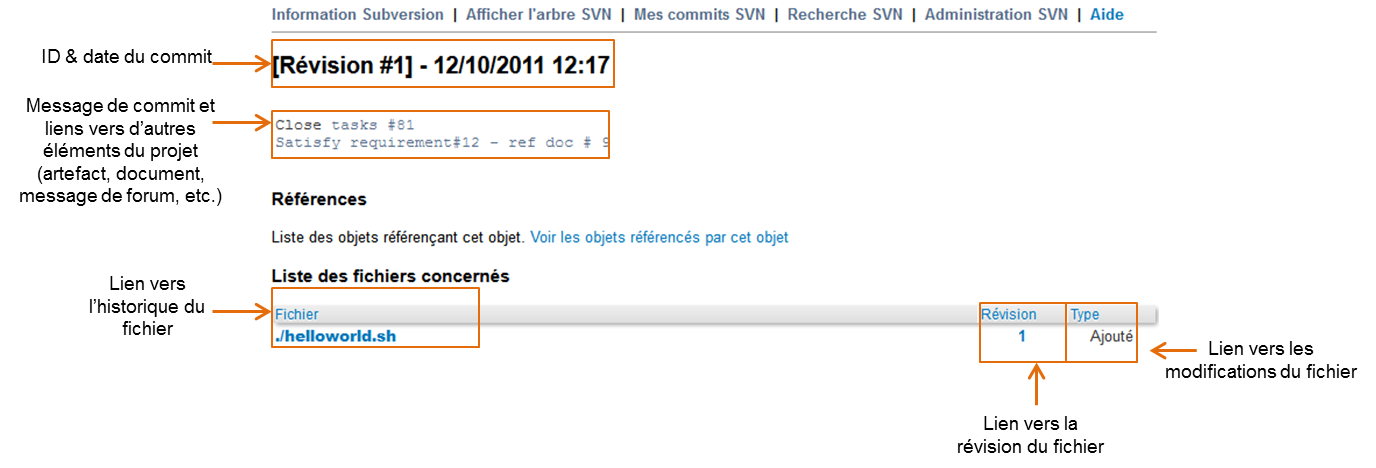 Information Subversion | Afficher l'arbre SVN | Mes commits SVN | Recherche SVN | Administration SVN | Aide
ID & date du commit
[Révision #1] - 12/10/2011 12:17
Message de commit et
liens vers d’autres
éléments du projet
(artefact, document,
message de forum, etc.)
Close tasks #81
Satisfy requirement#12 - ref doc # 9
Références
Liste des objets référençant cet objet. Voir les objets référencés par cet objet
Liste des fichiers concernés
Lien vers
l’historique du
fichier
Fichier Révision Type
./helloworld.sh 1 Ajouté
Lien vers les
modifications du fichier
Lien vers la
révision du fichier